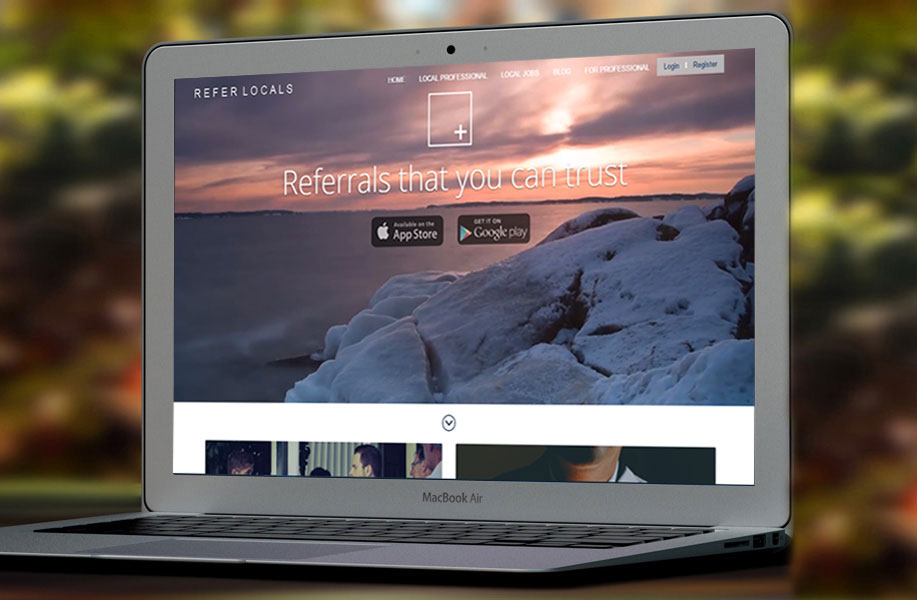 REFER LOCALS
HOME LOCAL PROFESSIONAL LOCAL JOBS BLOG FOR PROFESSIONAL Login Register
Referrals that you can trust
Available on the
App Store
GET IT ON
Google play
MacBook Air